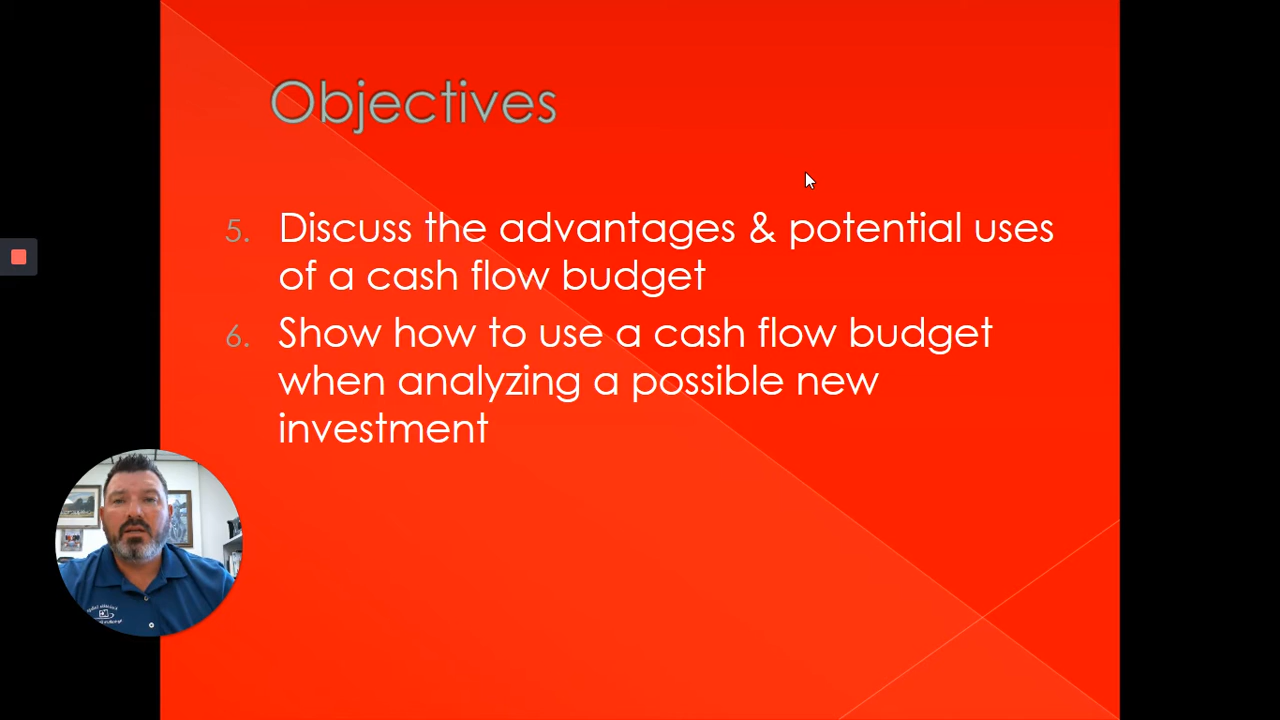 Objectives
5. Discuss the advantages & potential uses
of a cash flow budget
6. Show how to use a cash flow budget
when analyzing a possible new
investment